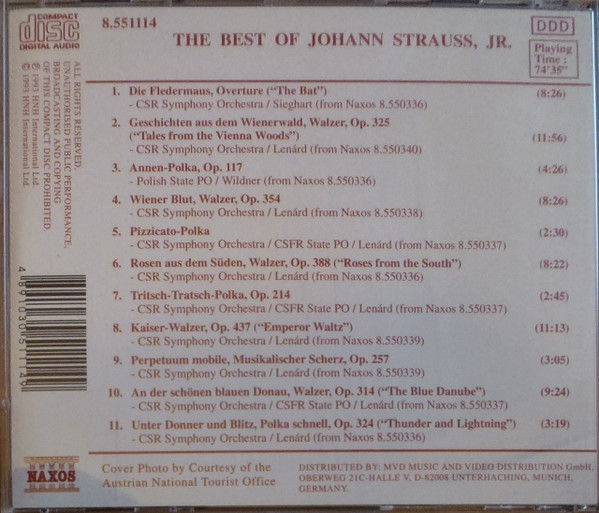 COMPACT
disc
DIGITAL AUDIO
8.551114
THE BEST OF JOHANN STRAUSS, JR.
DDD
Playing
Time :
74'35"
1. Die Fledermaus, Overture ("The Bat") (8:26)
- CSR Symphony Orchestra / Sieghart (from Naxos 8.550336)
2. Geschichten aus dem Wienerwald, Walzer, Op. 325
("Tales from the Vienna Woods") (11:56)
- CSR Symphony Orchestra / Lenárd (from Naxos 8.550340)
3. Annen-Polka, Op. 117 (4:26)
- Polish State PO / Wildner (from Naxos 8.550336)
4. Wiener Blut, Walzer, Op. 354 (8:26)
- CSR Symphony Orchestra / Lenárd (from Naxos 8.550338)
5. Pizzicato-Polka (2:30)
- CSR Symphony Orchestra / CSFR State PO / Lenárd (from Naxos 8.550337)
6. Rosen aus dem Süden, Walzer, Op. 388 ("Roses from the South") (8:22)
- CSR Symphony Orchestra / Lenárd (from Naxos 8.550336)
7. Tritsch-Tratsch-Polka, Op. 214 (2:45)
- CSR Symphony Orchestra / CSFR State PO / Lenárd (from Naxos 8.550337)
8. Kaiser-Walzer, Op. 437 ("Emperor Waltz") (11:13)
- CSR Symphony Orchestra / Lenárd (from Naxos 8.550339)
9. Perpetuum mobile, Musikalischer Scherz, Op. 257 (3:05)
- CSR Symphony Orchestra / Lenárd (from Naxos 8.550339)
10. An der schönen blauen Donau, Walzer, Op. 314 ("The Blue Danube") (9:24)
- CSR Symphony Orchestra / CSFR State PO / Lenárd (from Naxos 8.550337)
11. Unter Donner und Blitz, Polka schnell, Op. 324 ("Thunder and Lightning") (3:19)
- CSR Symphony Orchestra / Lenárd (from Naxos 8.550336)
ALL RIGHTS RESERVED.
UNAUTHORISED PUBLIC PERFORMANCE,
BROADCASTING AND COPYING
OF THIS COMPACT DISC PROHIBITED.
℗ 1993 HNH International Ltd
© 1993 HNH International Ltd.
4 891030 511149
NAXOS
Cover Photo by Courtesy of the
Austrian National Tourist Office
DISTRIBUTED BY: MVD MUSIC AND VIDEO DISTRIBUTION GmbH,
OBERWEG 21C-HALLE V, D-82008 UNTERHACHING, MUNICH,
GERMANY.